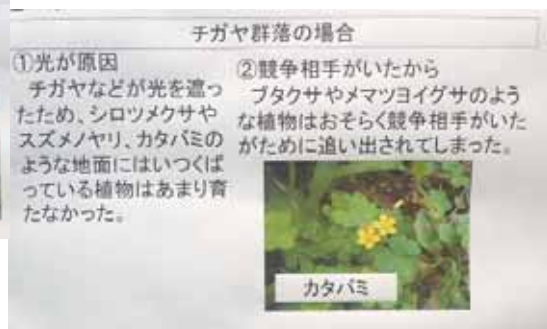 チガヤ群落の場合
①光が原因
チガヤなどが光を遮っ
たため、シロツメクサや
スズメノヤリ、カタバミの
ような地面にはいつくば
っている植物はあまり育
たなかった。
②競争相手がいたから
ブタクサやメマツヨイグサのよう
な植物はおそらく競争相手がいた
がために追い出されてしまった。
カタバミ